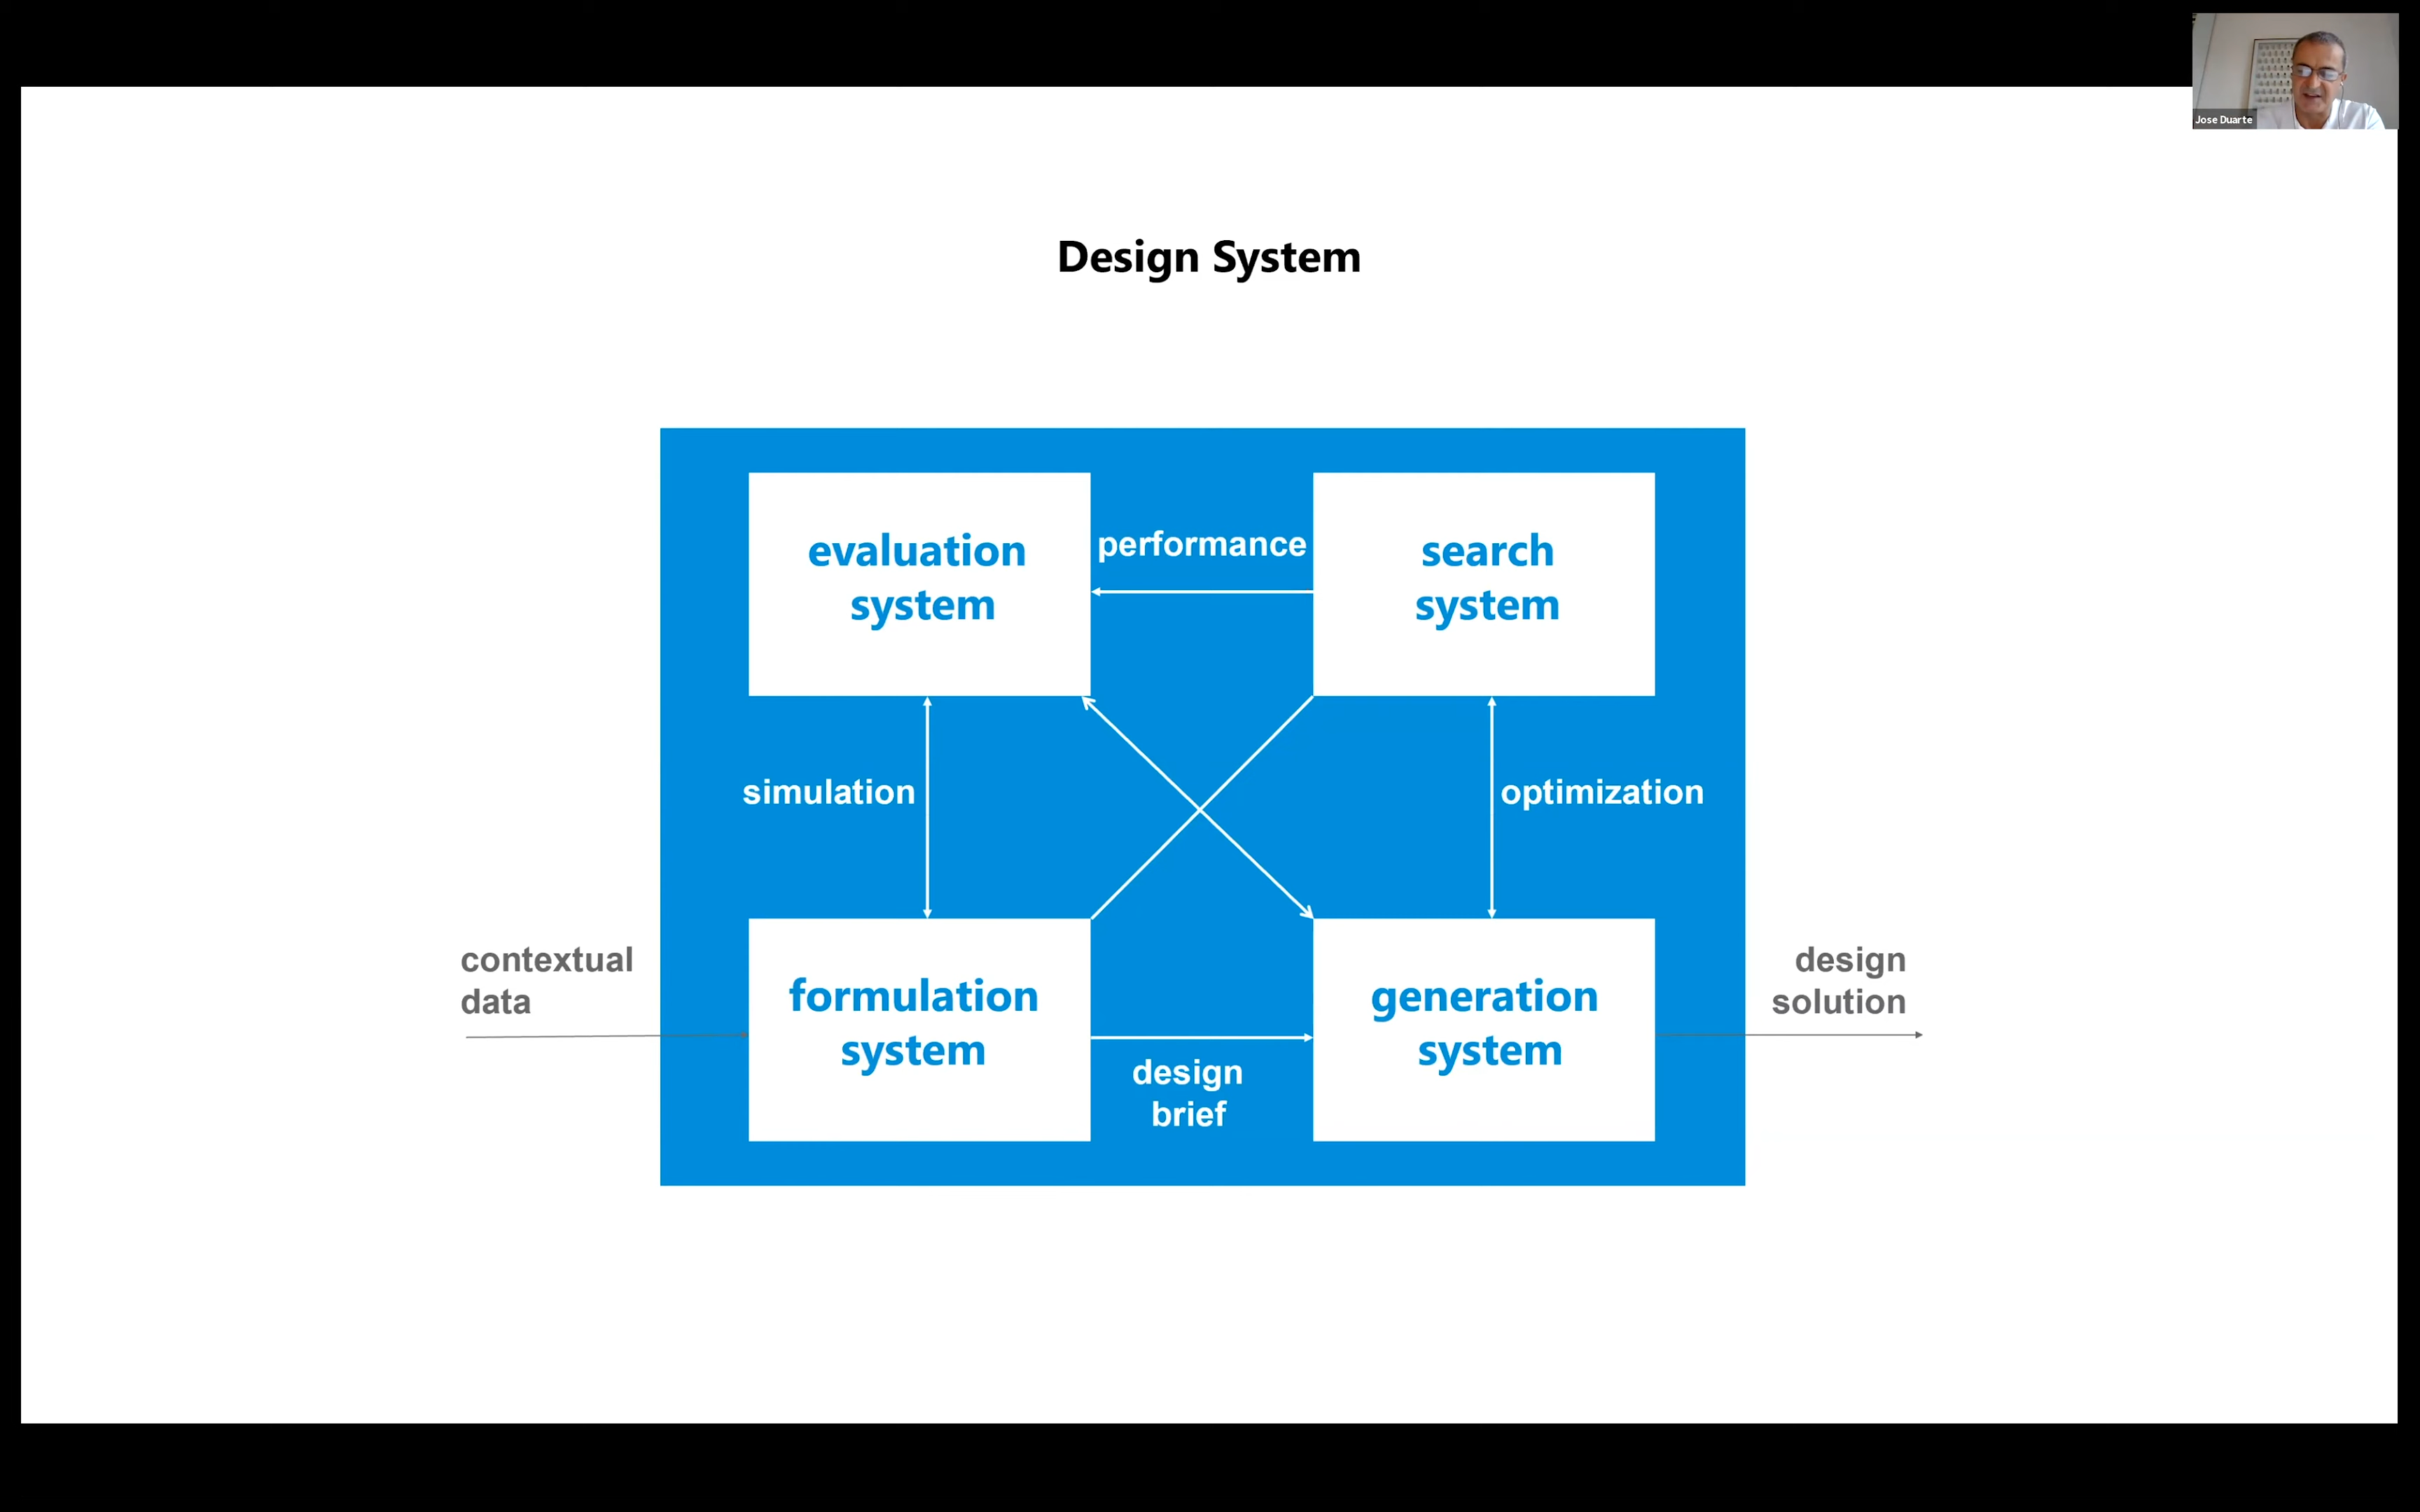 Jose Duarte
Design System
evaluation
system
performance
search
system
simulation
optimization
contextual
data
formulation
system
design
brief
generation
system
design
solution